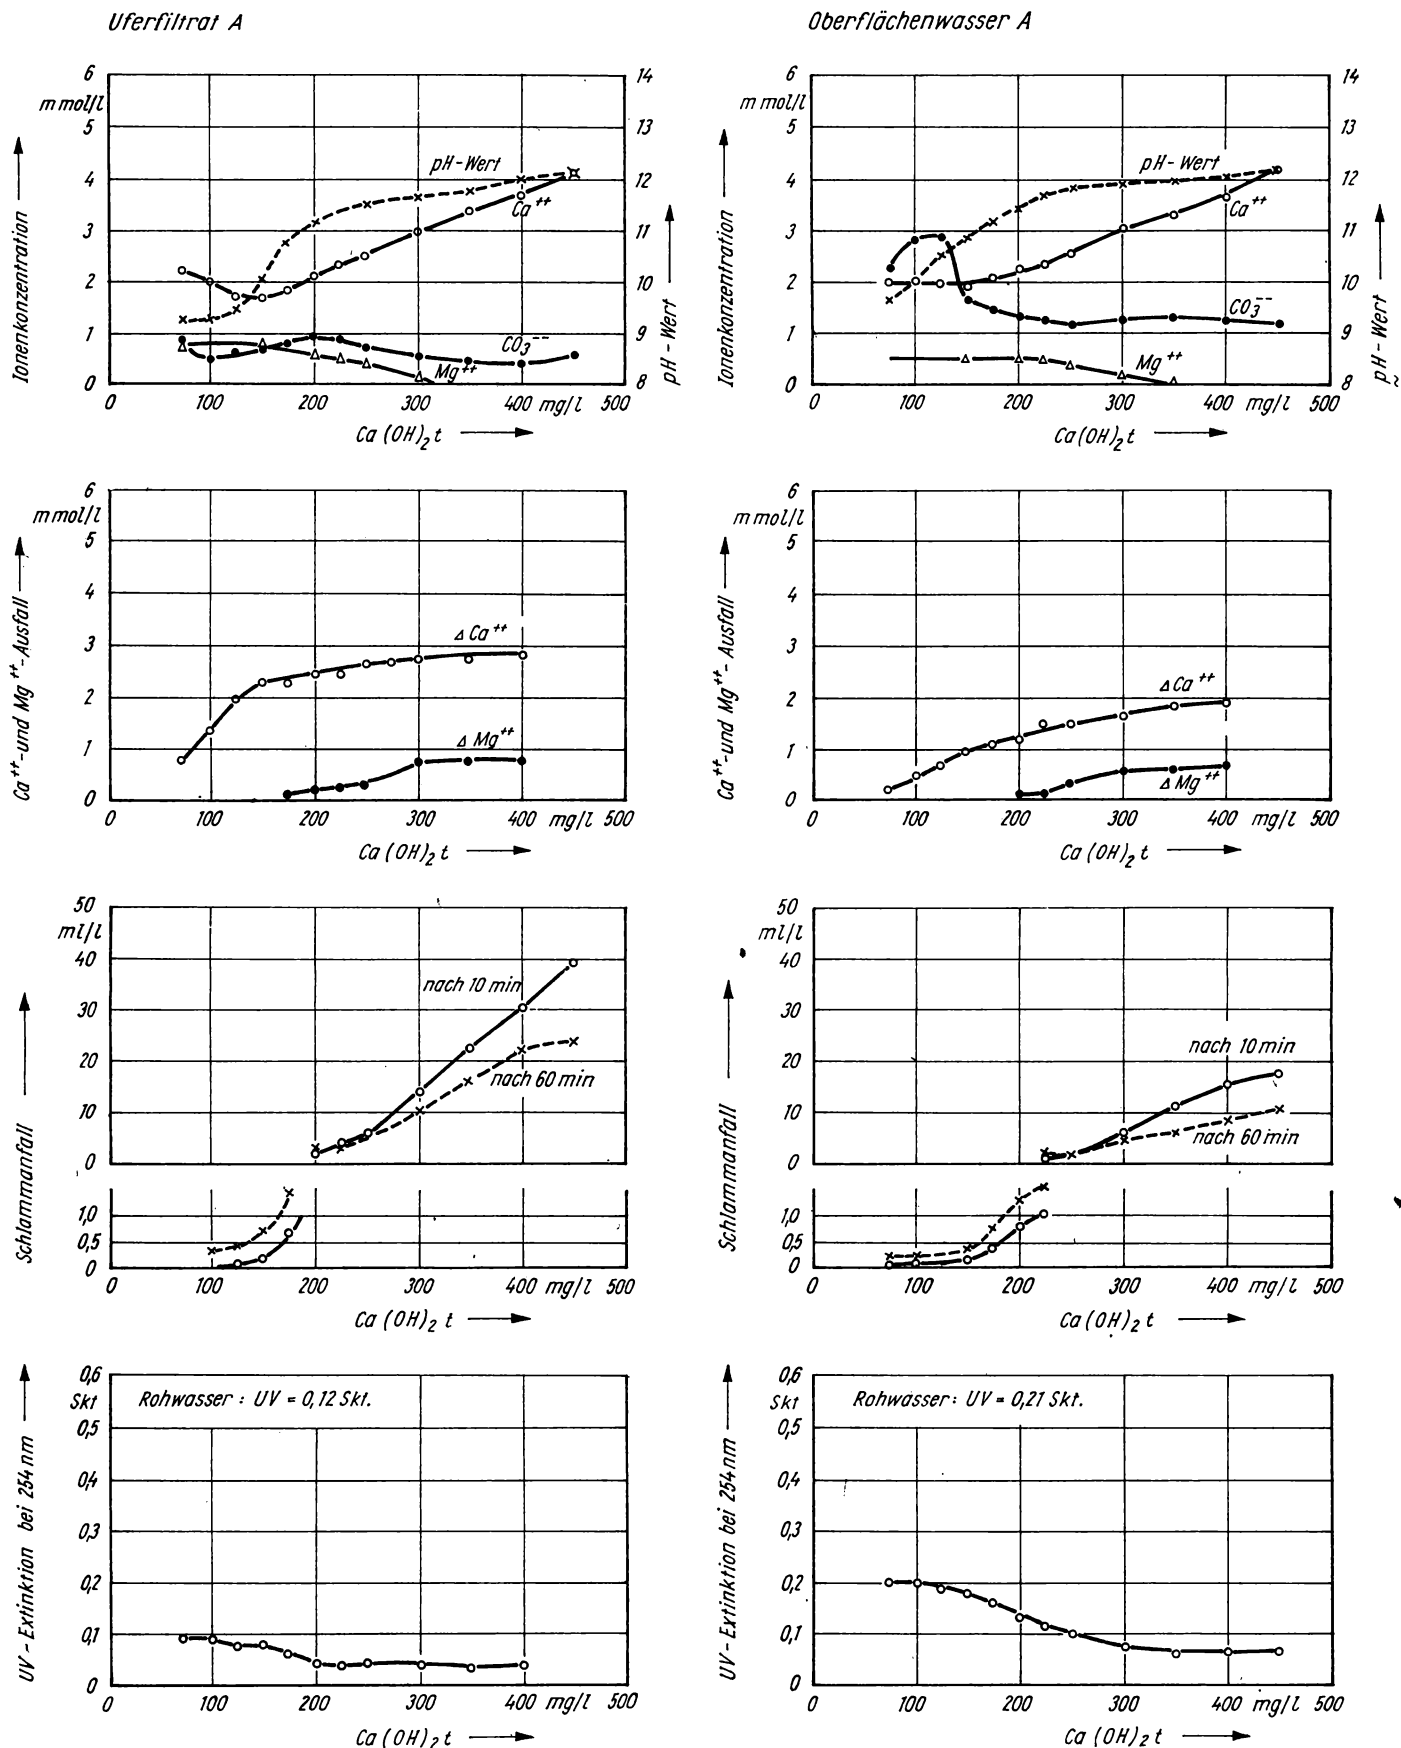 Uferfiltrat A
6
m mol/l
5
4
3
2
1
0
Ionenkonzentration
14
13
12
11
10
9
8
pH-Wert
pH-Wert
Ca++
CO3--
Mg++
0 100 200 300 400 mg/l 500
Ca(OH)2 t
Oberflächenwasser A
6
m mol/l
5
4
3
2
1
0
Ionenkonzentration
14
13
12
11
10
9
8
pH-Wert
pH-Wert
Ca++
CO3--
Mg++
0 100 200 300 400 mg/l 500
Ca(OH)2 t
6
m mol/l
5
4
3
2
1
0
Ca++-und Mg++-Ausfall
Δ Ca++
Δ Mg++
0 100 200 300 400 mg/l 500
Ca(OH)2 t
6
m mol/l
5
4
3
2
1
0
Ca++-und Mg++-Ausfall
Δ Ca++
Δ Mg++
0 100 200 300 400 mg/l 500
Ca(OH)2 t
50
ml/l
40
30
20
10
0
1,0
0,5
0
Schlammanfall
nach 10 min
nach 60 min
0 100 200 300 400 mg/l 500
Ca(OH)2 t
50
ml/l
40
30
20
10
0
1,0
0,5
0
Schlammanfall
nach 10 min
nach 60 min
0 100 200 300 400 mg/l 500
Ca(OH)2 t
0,6
Skt
0,5
0,4
0,3
0,2
0,1
0
UV-Extinktion bei 254nm
Rohwasser: UV = 0,12 Skt.
0 100 200 300 400 mg/l 500
Ca(OH)2 t
0,6
Skt
0,5
0,4
0,3
0,2
0,1
0
UV-Extinktion bei 254nm
Rohwasser: UV = 0,21 Skt.
0 100 200 300 400 mg/l 500
Ca(OH)2 t